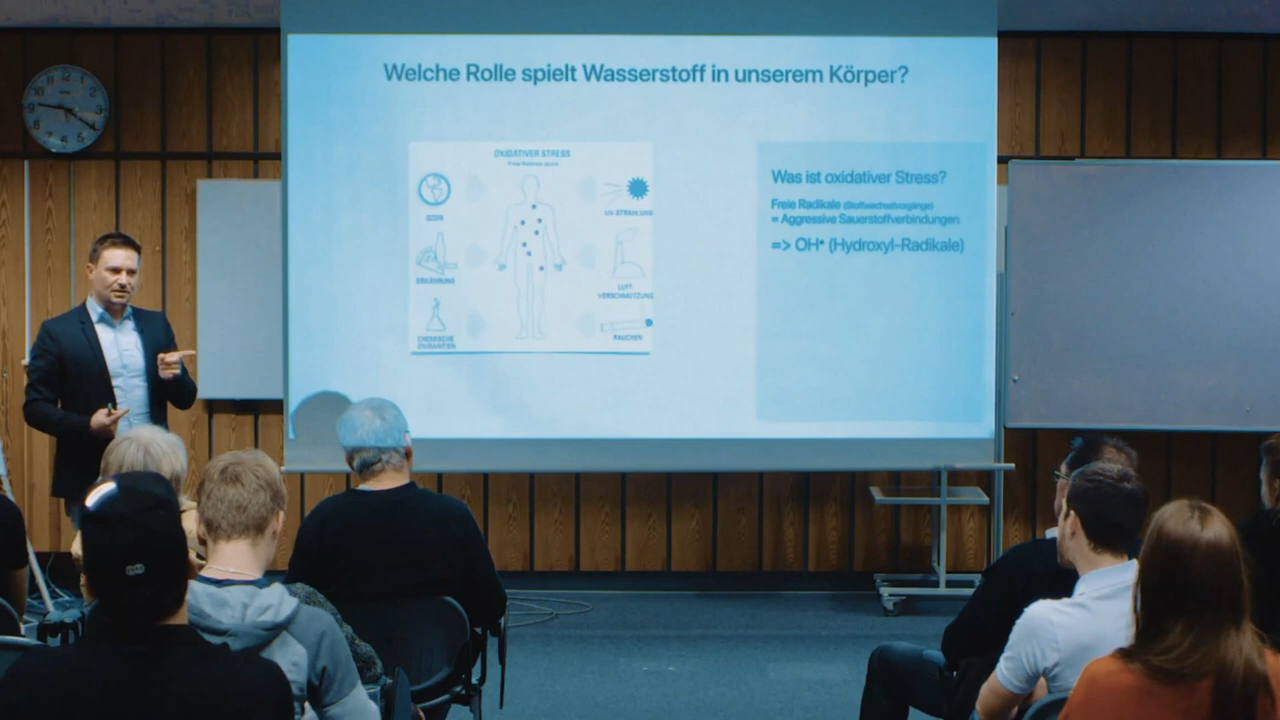 Welche Rolle spielt Wasserstoff in unserem Körper?
OXIDATIVER STRESS
OZON
UV-STRAHLUNG
ERNÄHRUNG
LUFT-
VERSCHMUTZUNG
CHEMISCHE
OXIDANTIEN
RAUCHEN
Was ist oxidativer Stress?
Freie Radikale (Stoffwechselvorgänge)
= Aggressive Sauerstoffverbindungen
=> OH• (Hydroxyl-Radikale)
12